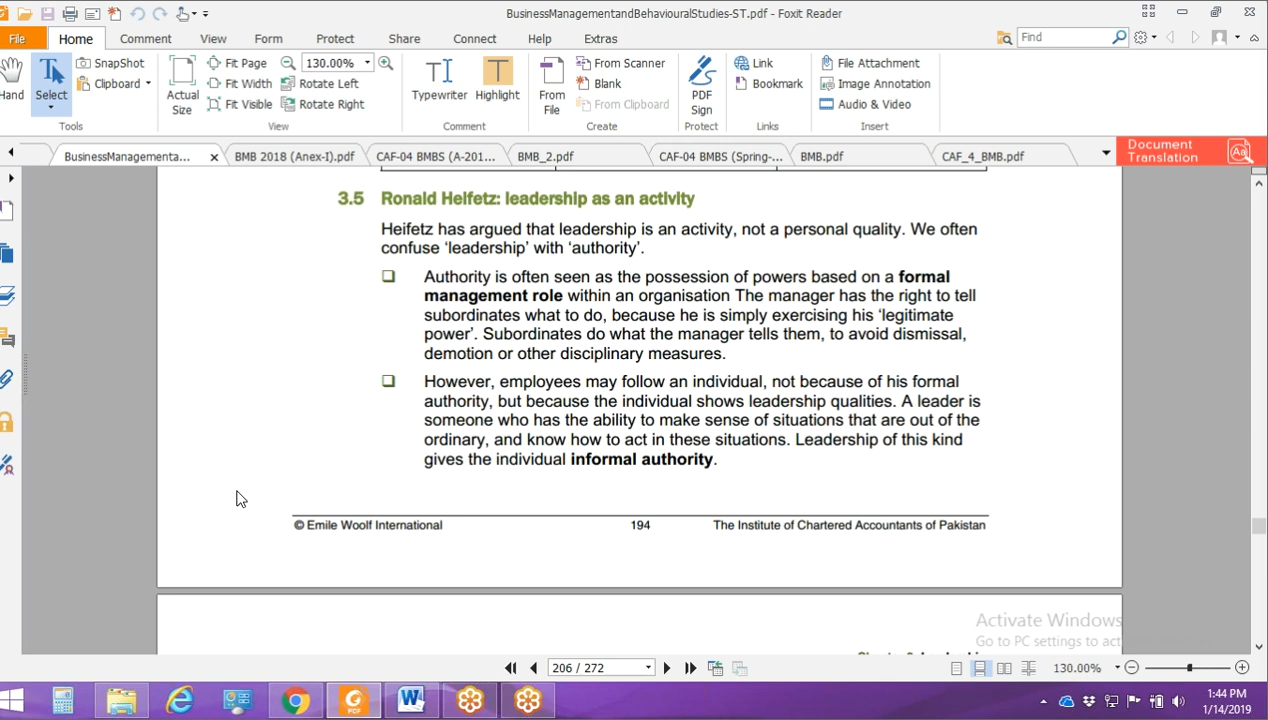 BusinessManagementandBehaviouralStudies-ST.pdf - Foxit Reader
File Home Comment View Form Protect Share Connect Help Extras Find
Hand Select SnapShot Clipboard Actual Size Fit Page Fit Width Fit Visible 130.00% Rotate Left Rotate Right Typewriter Highlight From File From Scanner Blank From Clipboard PDF Sign Link Bookmark File Attachment Image Annotation Audio & Video
Tools View Comment Create Protect Links Insert
BusinessManagementa... BMB 2018 (Anex-I).pdf CAF-04 BMBS (A-201... BMB_2.pdf CAF-04 BMBS (Spring-... BMB.pdf CAF_4_BMB.pdf Document Translation
3.5 Ronald Heifetz: leadership as an activity
Heifetz has argued that leadership is an activity, not a personal quality. We often
confuse ‘leadership’ with ‘authority’.
Authority is often seen as the possession of powers based on a formal
management role within an organisation The manager has the right to tell
subordinates what to do, because he is simply exercising his ‘legitimate
power’. Subordinates do what the manager tells them, to avoid dismissal,
demotion or other disciplinary measures.
However, employees may follow an individual, not because of his formal
authority, but because the individual shows leadership qualities. A leader is
someone who has the ability to make sense of situations that are out of the
ordinary, and know how to act in these situations. Leadership of this kind
gives the individual informal authority.
© Emile Woolf International 194 The Institute of Chartered Accountants of Pakistan
Activate Windows
Go to PC settings to
206 / 272 130.00%
1:44 PM
1/14/2019